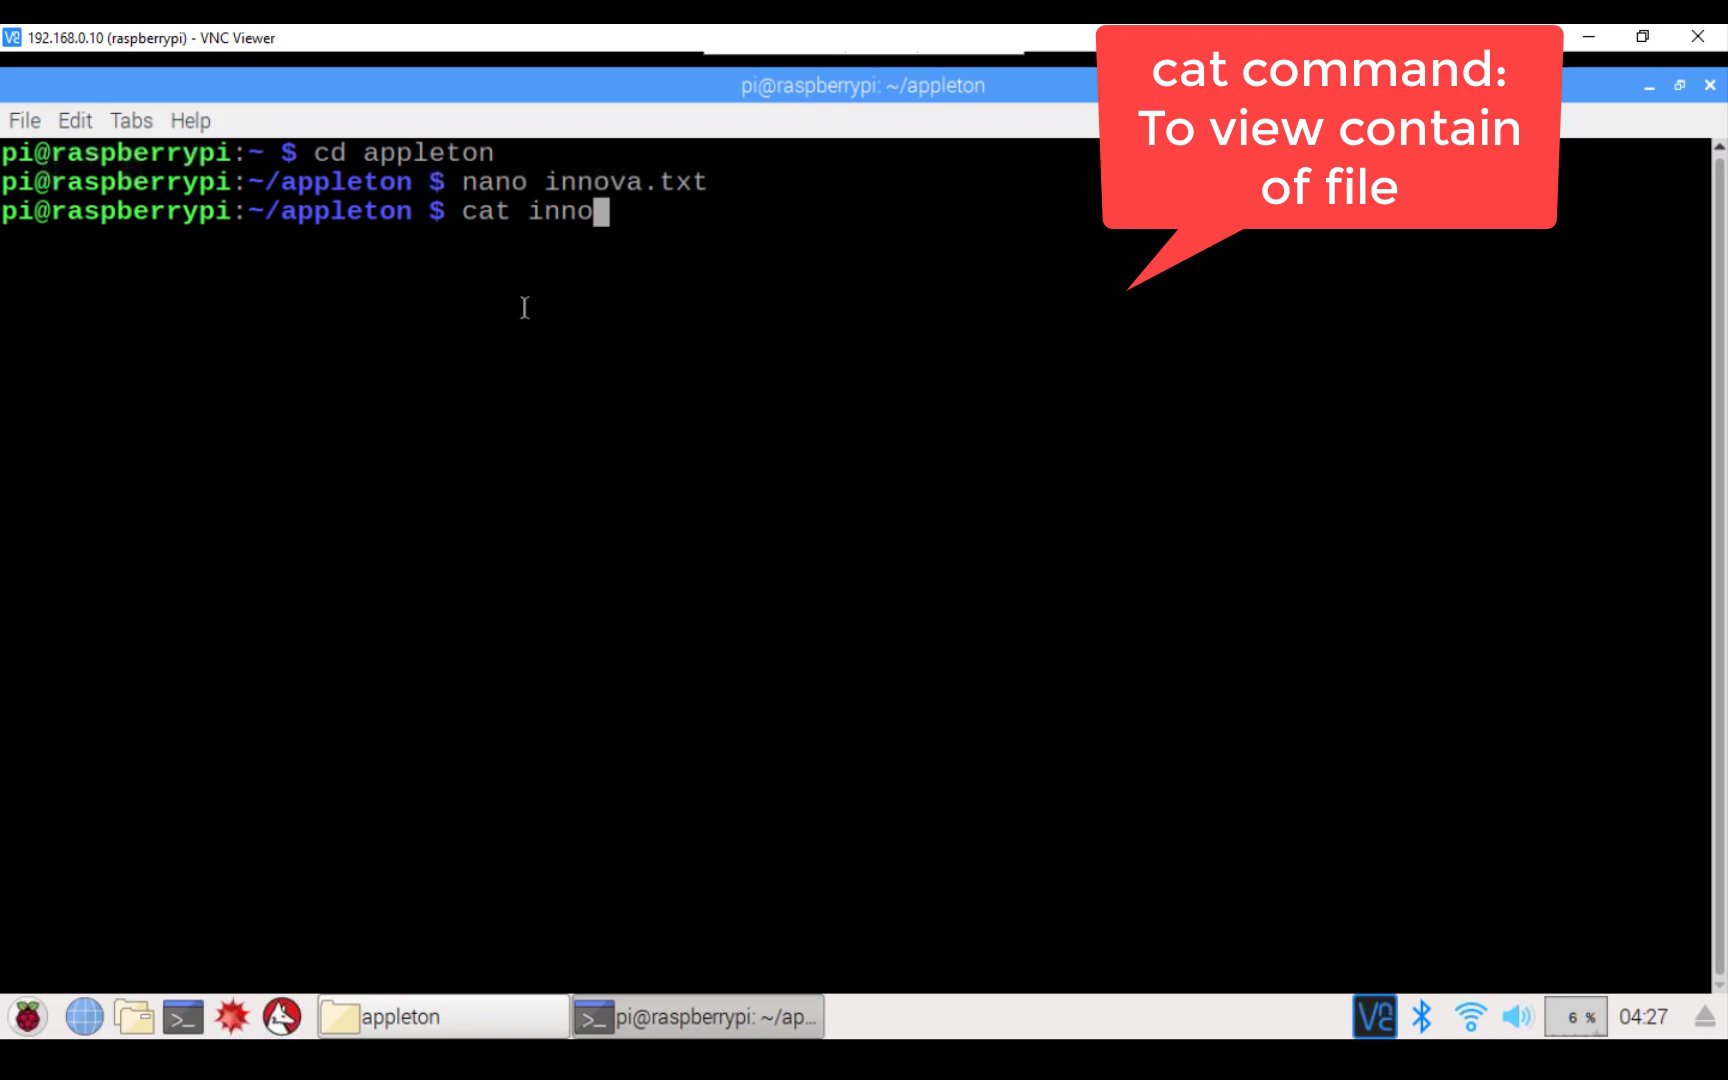 192.168.0.10 (raspberrypi) - VNC Viewer
cat command:
To view contain
of file
pi@raspberrypi: ~/appleton
File Edit Tabs Help
pi@raspberrypi:~ $ cd appleton
pi@raspberrypi:~/appleton $ nano innova.txt
pi@raspberrypi:~/appleton $ cat inno
appleton
pi@raspberrypi: ~/ap...
6 %
04:27